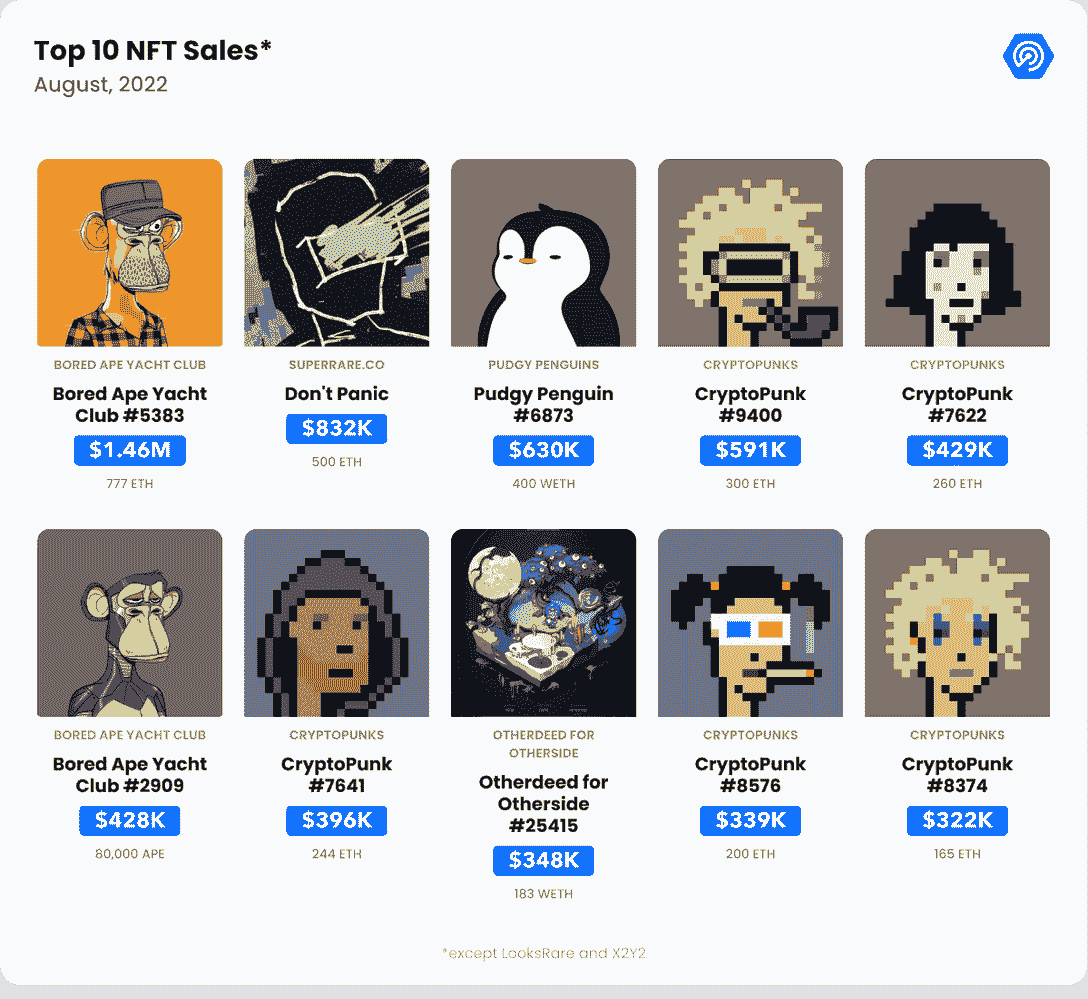 Top 10 NFT Sales*
August, 2022
BORED APE YACHT CLUB
Bored Ape Yacht
Club #5383
$1.46M
777 ETH
SUPERRARE.CO
Don't Panic
$832K
500 ETH
PUDGY PENGUINS
Pudgy Penguin
#6873
$630K
400 WETH
CRYPTOPUNKS
CryptoPunk
#9400
$591K
300 ETH
CRYPTOPUNKS
CryptoPunk
#7622
$429K
260 ETH
BORED APE YACHT CLUB
Bored Ape Yacht
Club #2909
$428K
80,000 APE
CRYPTOPUNKS
CryptoPunk
#7641
$396K
244 ETH
OTHERDEED FOR
OTHERSIDE
Otherdeed for
Otherside
#25415
$348K
183 WETH
CRYPTOPUNKS
CryptoPunk
#8576
$339K
200 ETH
CRYPTOPUNKS
CryptoPunk
#8374
$322K
165 ETH
*except LooksRare and X2Y2